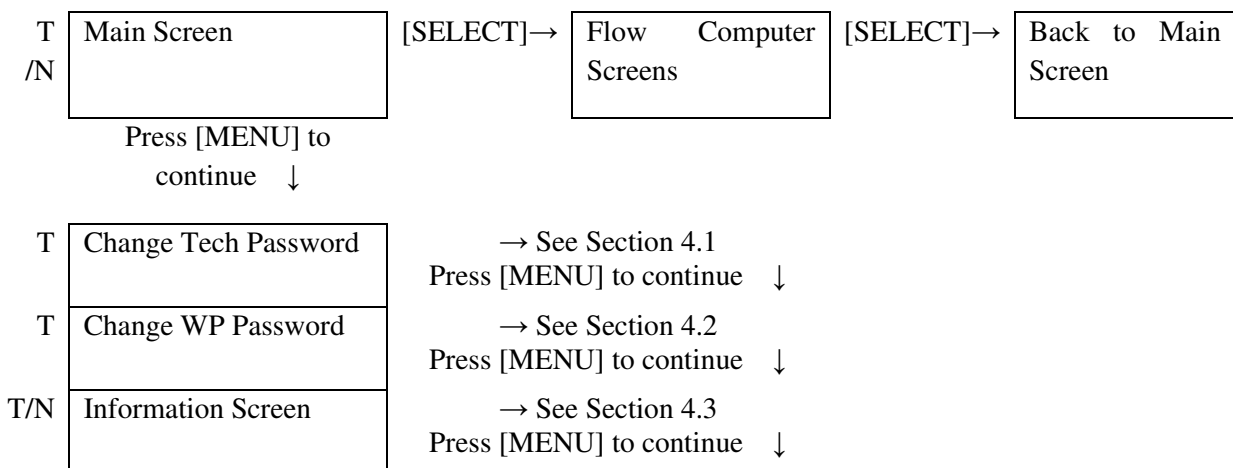 T Main Screen [SELECT]→ Flow Computer [SELECT]→ Back to Main
/N Screens Screen
Press [MENU] to
continue ↓
T Change Tech Password → See Section 4.1
Press [MENU] to continue ↓
T Change WP Password → See Section 4.2
Press [MENU] to continue ↓
T/N Information Screen → See Section 4.3
Press [MENU] to continue ↓